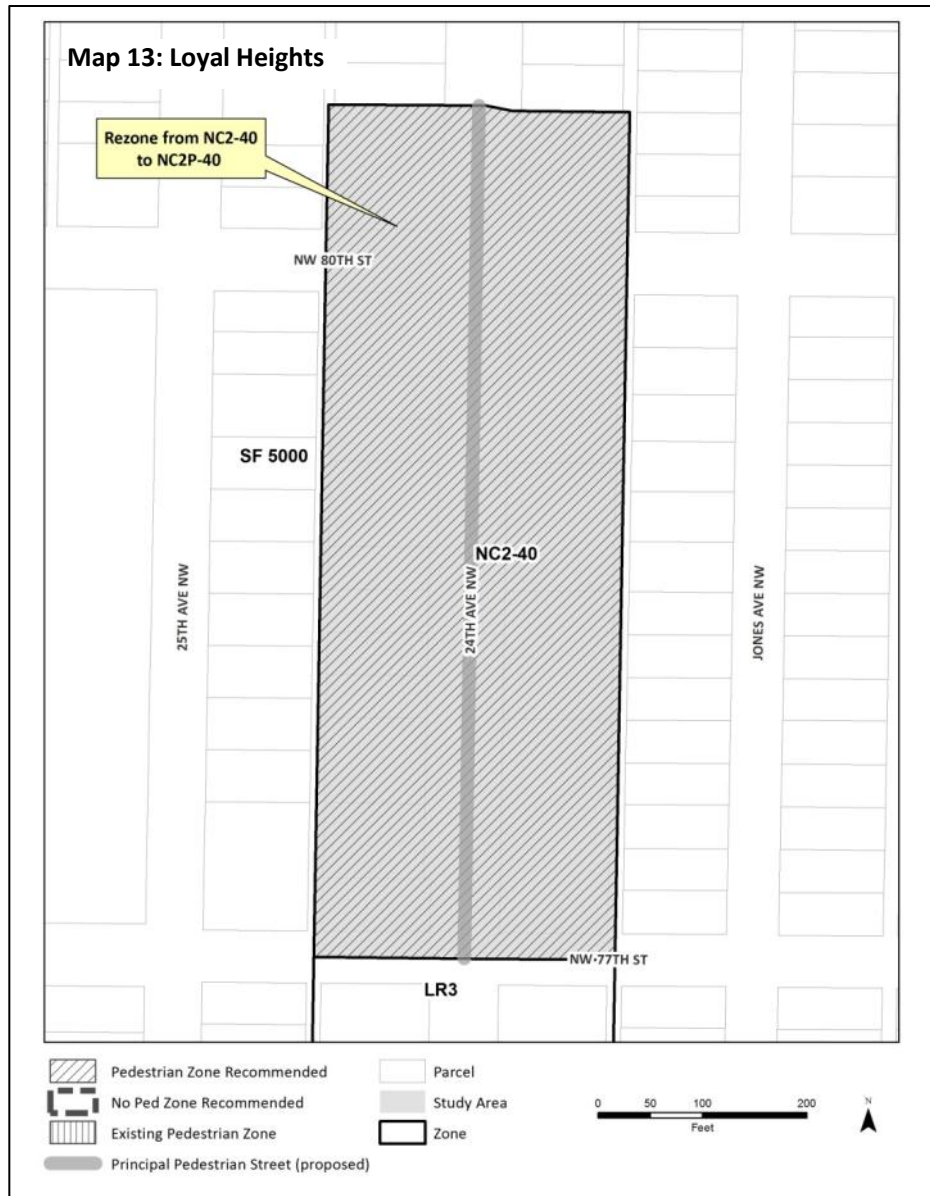 Map 13: Loyal Heights
Rezone from NC2-40
to NC2P-40
NW 80TH ST
SF 5000
NC2-40
25TH AVE NW
24TH AVE NW
JONES AVE NW
NW 77TH ST
LR3
Pedestrian Zone Recommended
No Ped Zone Recommended
Existing Pedestrian Zone
Principal Pedestrian Street (proposed)
Parcel
Study Area
Zone
0 50 100 200
Feet
N